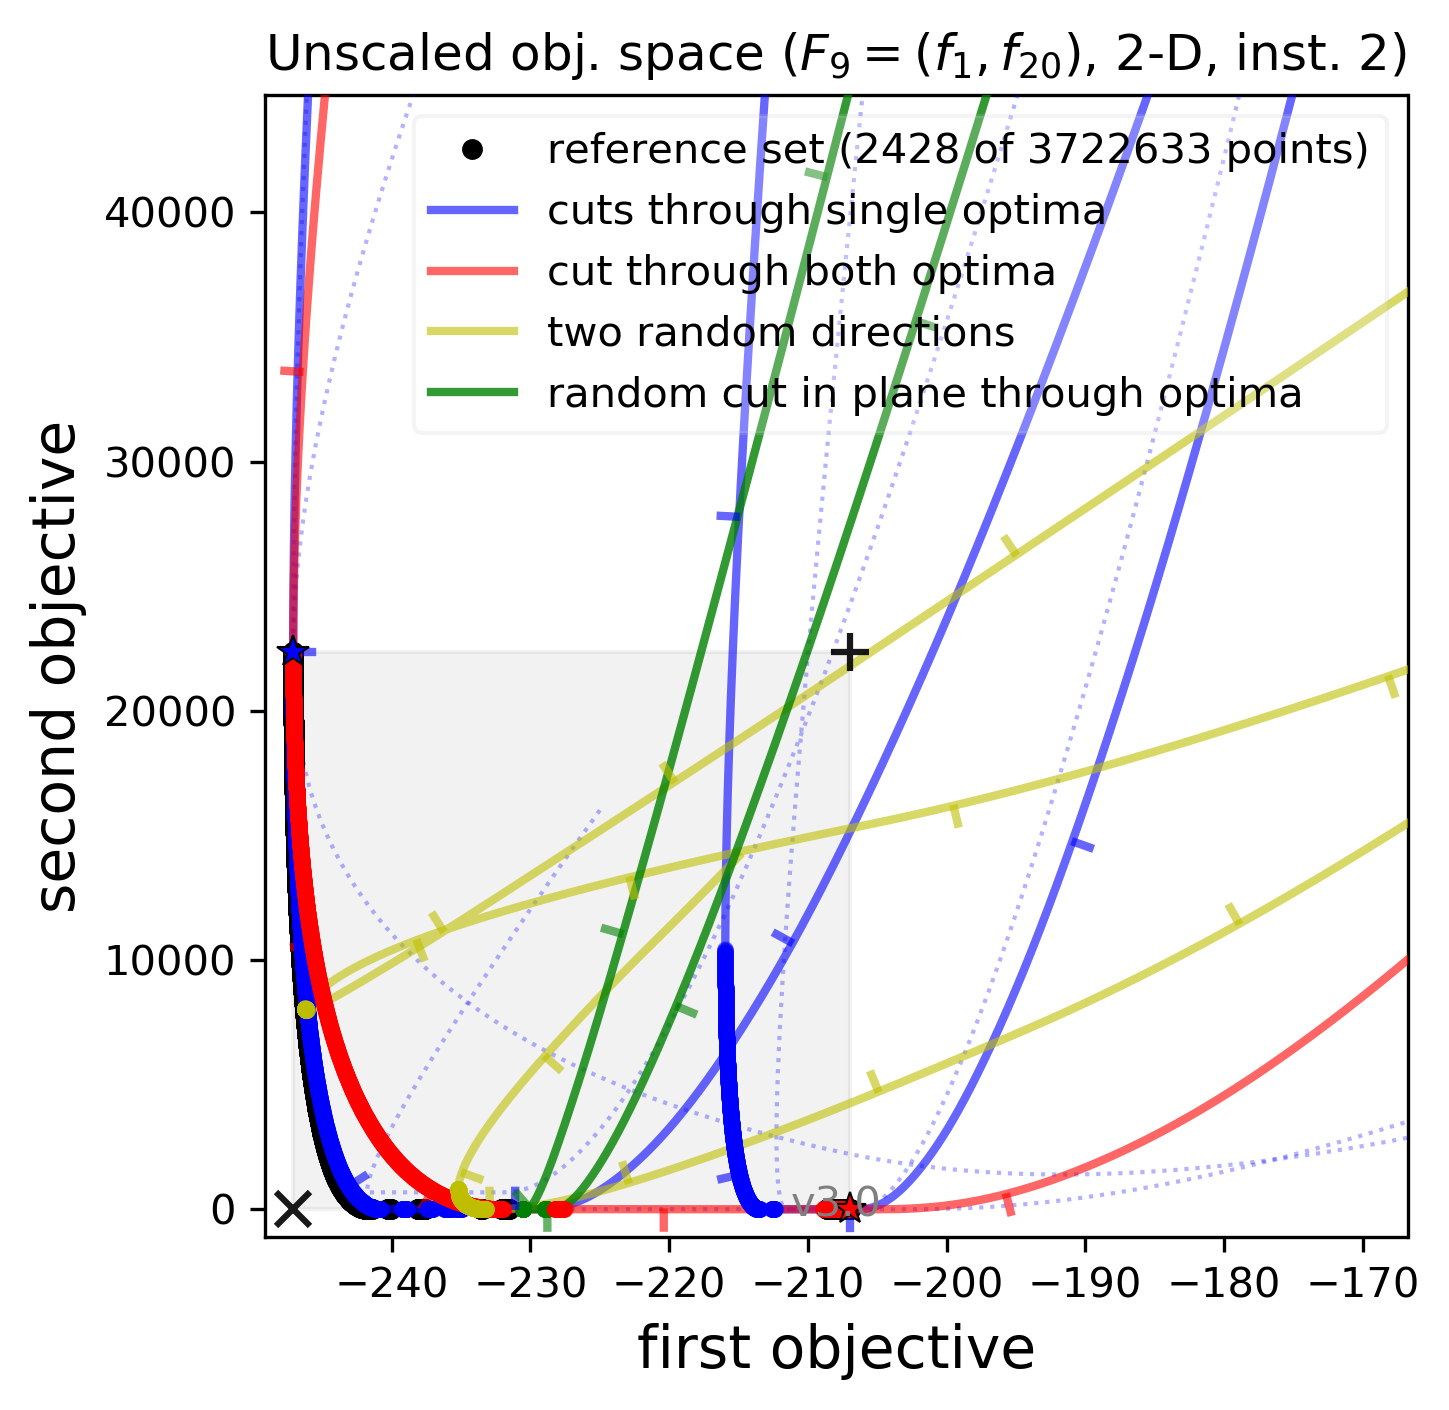 Unscaled obj. space (F₉ = (f₁, f₂₀), 2-D, inst. 2)
reference set (2428 of 3722633 points)
cuts through single optima
cut through both optima
two random directions
random cut in plane through optima
second objective
40000
30000
20000
10000
0
v3.0
−240 −230 −220 −210 −200 −190 −180 −170
first objective